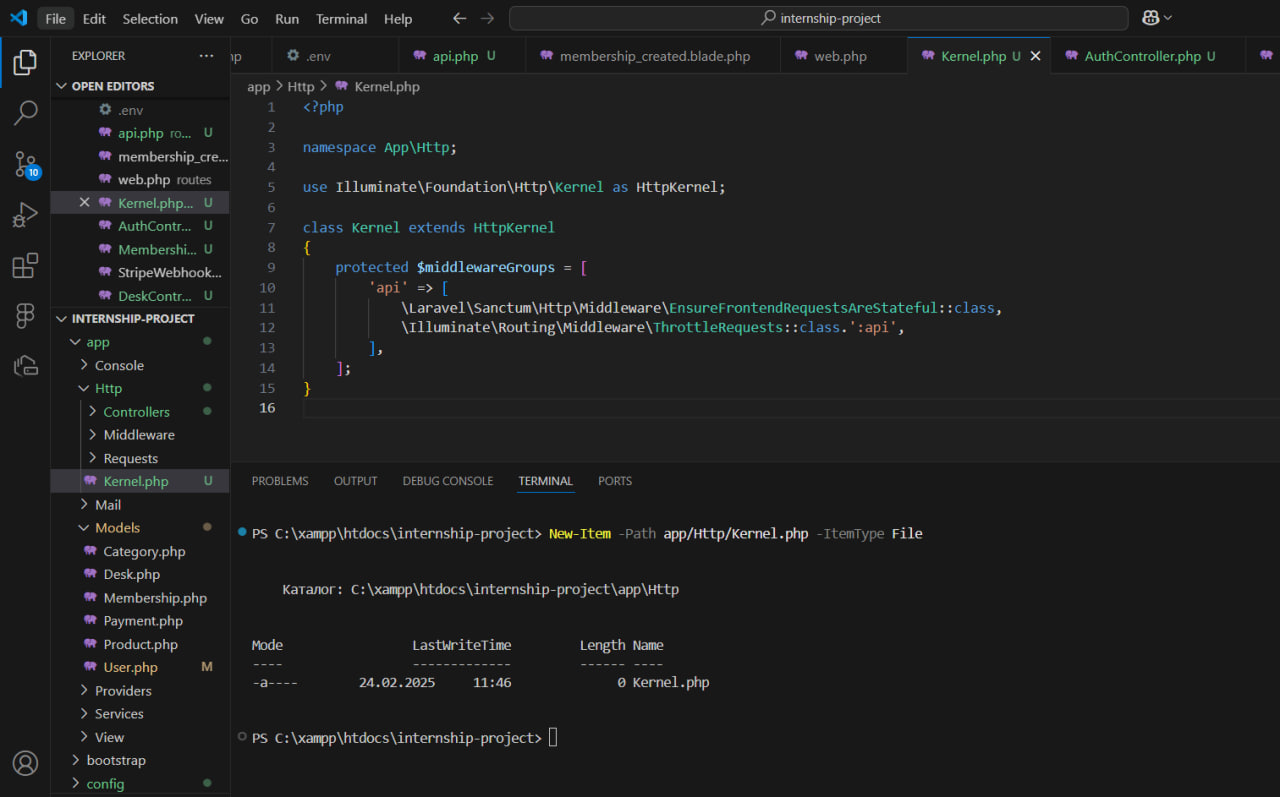 File Edit Selection View Go Run Terminal Help
internship-project
EXPLORER
hp
.env
api.php U
membership_created.blade.php
web.php
Kernel.php U
AuthController.php U
OPEN EDITORS
.env
api.php ro... U
membership_cre...
web.php routes
Kernel.php... U
AuthContr... U
Membershi... U
StripeWebhook...
DeskContr... U
INTERNSHIP-PROJECT
app
Console
Http
Controllers
Middleware
Requests
Kernel.php U
Mail
Models
Category.php
Desk.php
Membership.php
Payment.php
Product.php
User.php M
Providers
Services
View
bootstrap
config
10
app > Http > Kernel.php
1 <?php
2
3 namespace App\Http;
4
5 use Illuminate\Foundation\Http\Kernel as HttpKernel;
6
7 class Kernel extends HttpKernel
8 {
9 protected $middlewareGroups = [
10 'api' => [
11 \Laravel\Sanctum\Http\Middleware\EnsureFrontendRequestsAreStateful::class,
12 \Illuminate\Routing\Middleware\ThrottleRequests::class.':api',
13 ],
14 ];
15 }
16
PROBLEMS OUTPUT DEBUG CONSOLE TERMINAL PORTS
PS C:\xampp\htdocs\internship-project> New-Item -Path app/Http/Kernel.php -ItemType File
Каталог: C:\xampp\htdocs\internship-project\app\Http
Mode LastWriteTime Length Name
---- ------------- ------ ----
-a---- 24.02.2025 11:46 0 Kernel.php
PS C:\xampp\htdocs\internship-project>